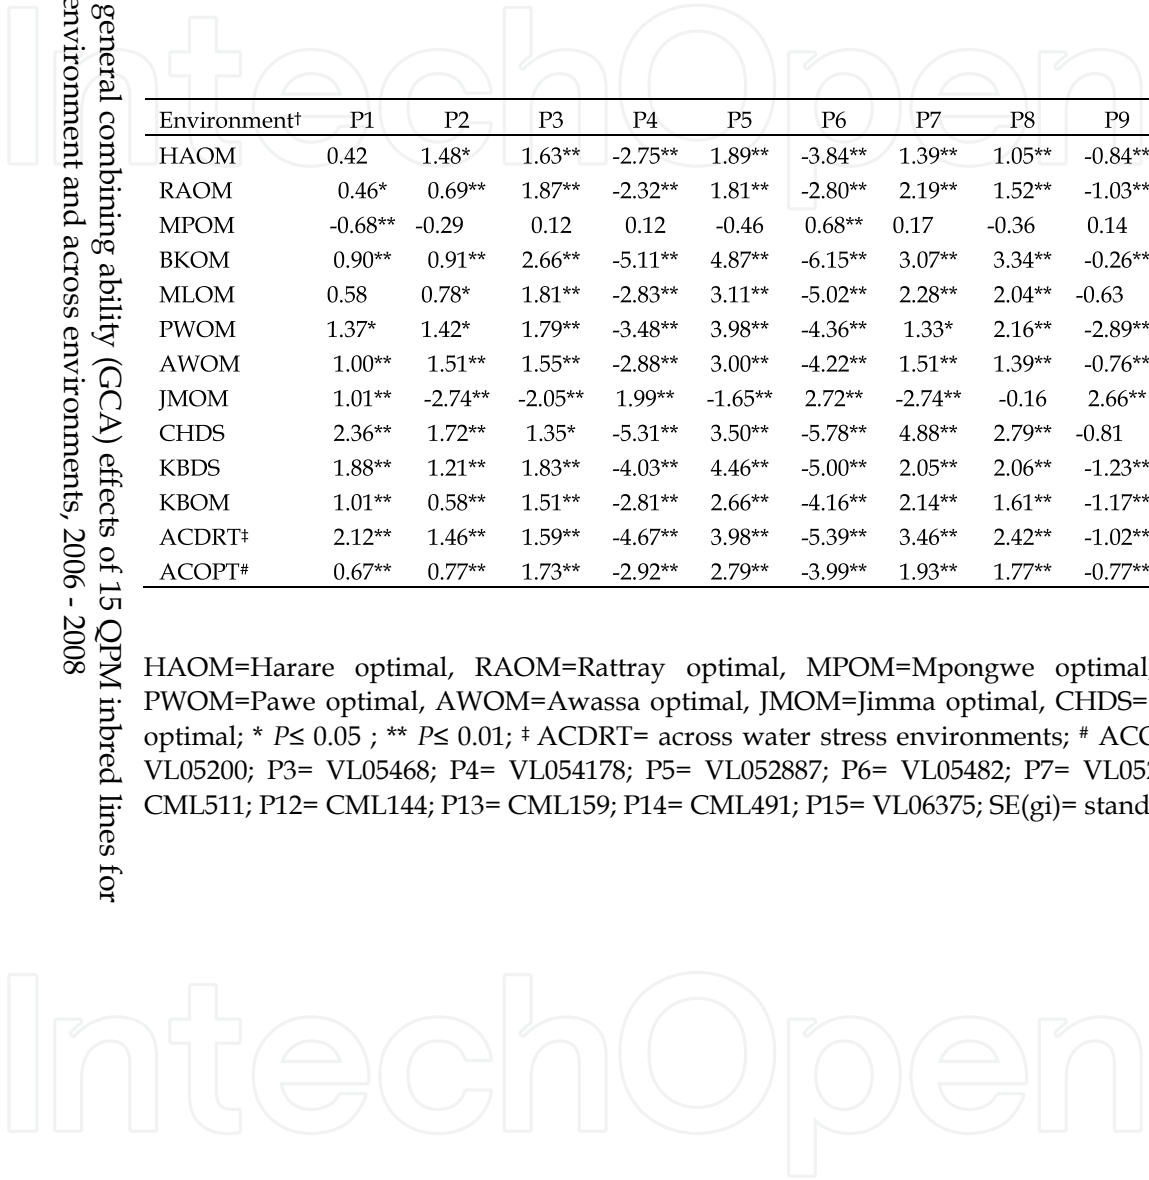 IntechOpen
general combining ability (GCA) effects of 15 QPM inbred lines for
environment and across environments, 2006 - 2008
Environment† P1 P2 P3 P4 P5 P6 P7 P8 P9
HAOM 0.42 1.48* 1.63** -2.75** 1.89** -3.84** 1.39** 1.05** -0.84**
RAOM 0.46* 0.69** 1.87** -2.32** 1.81** -2.80** 2.19** 1.52** -1.03**
MPOM -0.68** -0.29 0.12 0.12 -0.46 0.68** 0.17 -0.36 0.14
BKOM 0.90** 0.91** 2.66** -5.11** 4.87** -6.15** 3.07** 3.34** -0.26**
MLOM 0.58 0.78* 1.81** -2.83** 3.11** -5.02** 2.28** 2.04** -0.63
PWOM 1.37* 1.42* 1.79** -3.48** 3.98** -4.36** 1.33* 2.16** -2.89**
AWOM 1.00** 1.51** 1.55** -2.88** 3.00** -4.22** 1.51** 1.39** -0.76**
JMOM 1.01** -2.74** -2.05** 1.99** -1.65** 2.72** -2.74** -0.16 2.66**
CHDS 2.36** 1.72** 1.35* -5.31** 3.50** -5.78** 4.88** 2.79** -0.81
KBDS 1.88** 1.21** 1.83** -4.03** 4.46** -5.00** 2.05** 2.06** -1.23**
KBOM 1.01** 0.58** 1.51** -2.81** 2.66** -4.16** 2.14** 1.61** -1.17**
ACDRT‡ 2.12** 1.46** 1.59** -4.67** 3.98** -5.39** 3.46** 2.42** -1.02**
ACOPT# 0.67** 0.77** 1.73** -2.92** 2.79** -3.99** 1.93** 1.77** -0.77**
HAOM=Harare optimal, RAOM=Rattray optimal, MPOM=Mpongwe optimal,
PWOM=Pawe optimal, AWOM=Awassa optimal, JMOM=Jimma optimal, CHDS=
optimal; * P≤ 0.05 ; ** P≤ 0.01; ‡ ACDRT= across water stress environments; #
VL05200; P3= VL05468; P4= VL054178; P5= VL052887; P6= VL05482; P7=
CML511; P12= CML144; P13= CML159; P14= CML491; P15= VL06375; SE(gi)=
IntechOpen